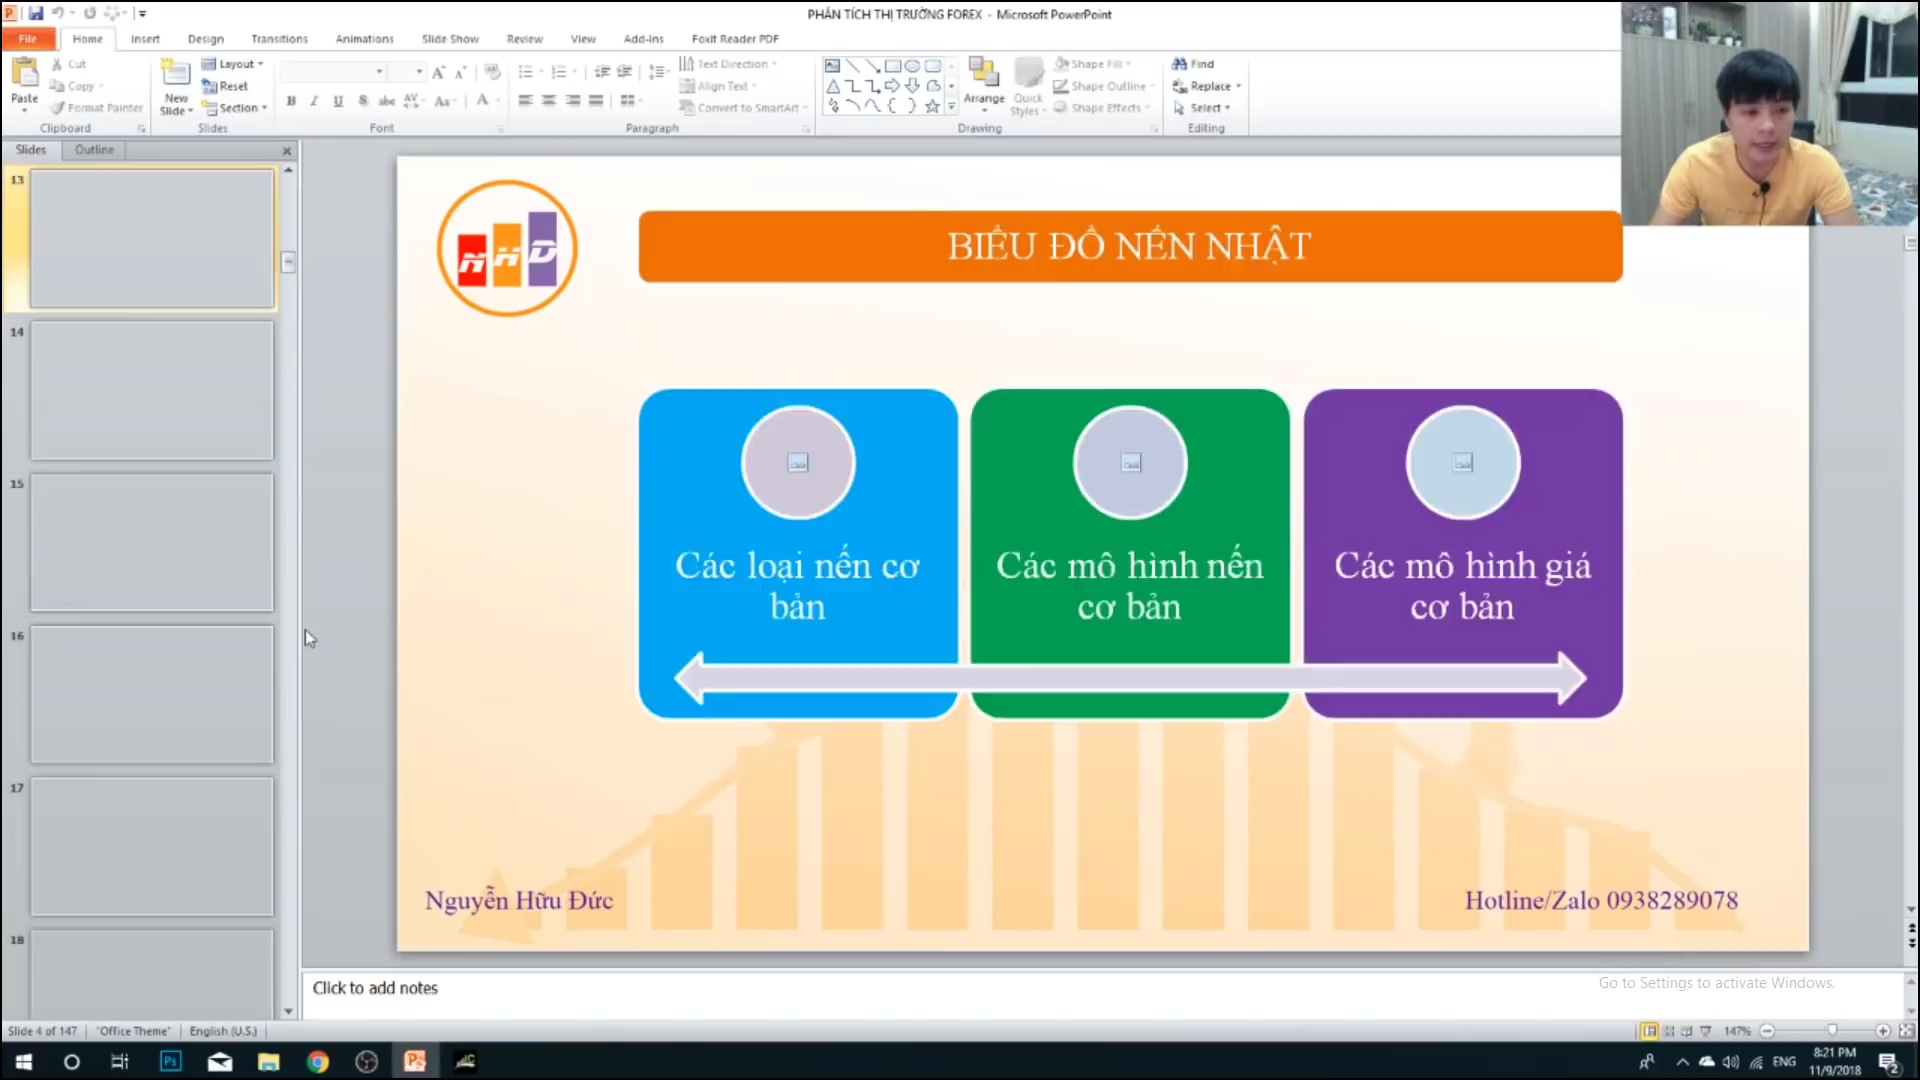 PHÂN TÍCH THỊ TRƯỜNG FOREX - Microsoft PowerPoint
File Home Insert Design Transitions Animations Slide Show Review View Add-Ins Foxit Reader PDF
Paste
Cut
Copy
Format Painter
Clipboard
New Slide
Layout
Reset
Section
Slides
Font
Text Direction
Align Text
Convert to SmartArt
Paragraph
Arrange
Quick Styles
Shape Fill
Shape Outline
Shape Effects
Drawing
Find
Replace
Select
Editing
Slides Outline
13
14
15
16
17
18
NHD
BIỂU ĐỒ NẾN NHẬT
Các loại nến cơ
bản
Các mô hình nến
cơ bản
Các mô hình giá
cơ bản
Nguyễn Hữu Đức
Hotline/Zalo 0938289078
Click to add notes
Go to Settings to activate Windows.
Slide 4 of 147 "Office Theme" English (U.S.)
147%
ENG
8:21 PM
11/9/2018